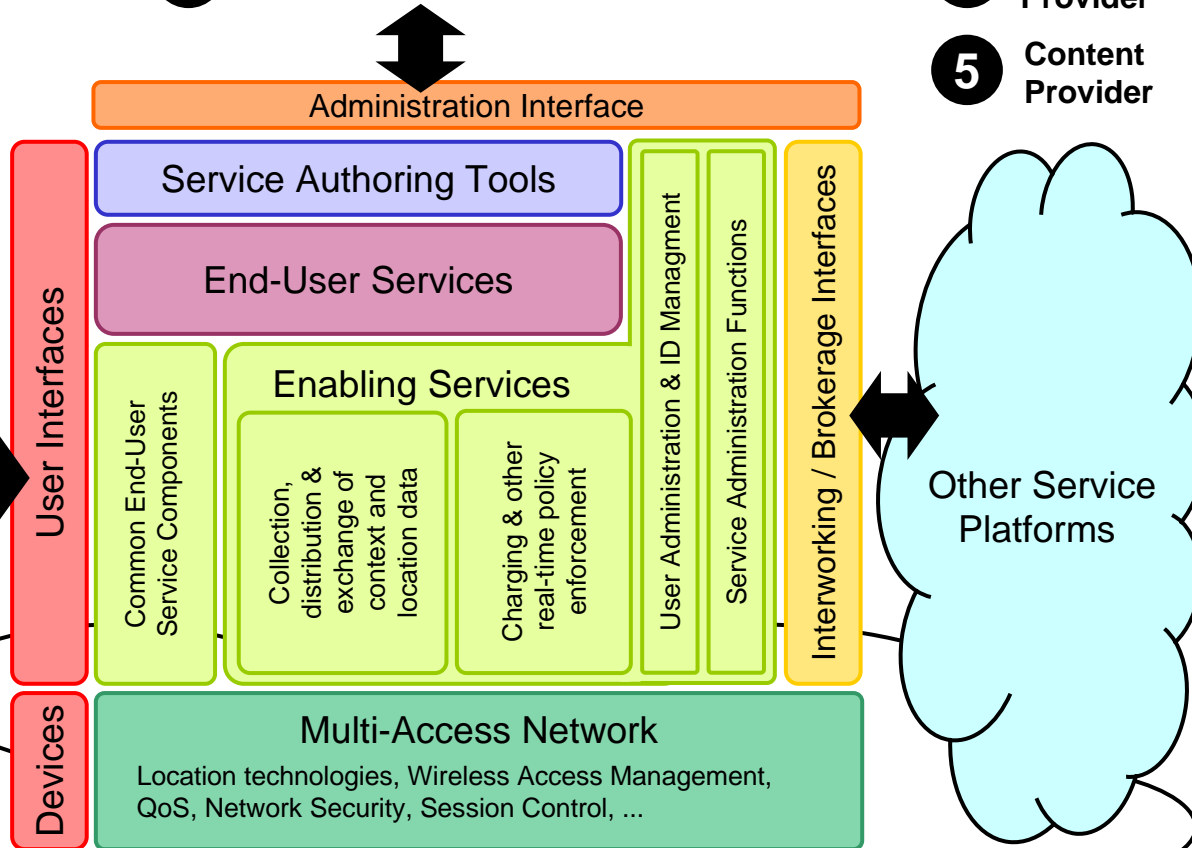 Provider
5
Content
Provider
Administration Interface
Service Authoring Tools
End-User Services
User Interfaces
Common End-User
Service Components
Enabling Services
Collection,
distribution &
exchange of
context and
location data
Charging & other
real-time policy
enforcement
User Administration & ID Managment
Service Administration Functions
Interworking / Brokerage Interfaces
Other Service
Platforms
Devices
Multi-Access Network
Location technologies, Wireless Access Management,
QoS, Network Security, Session Control, ...